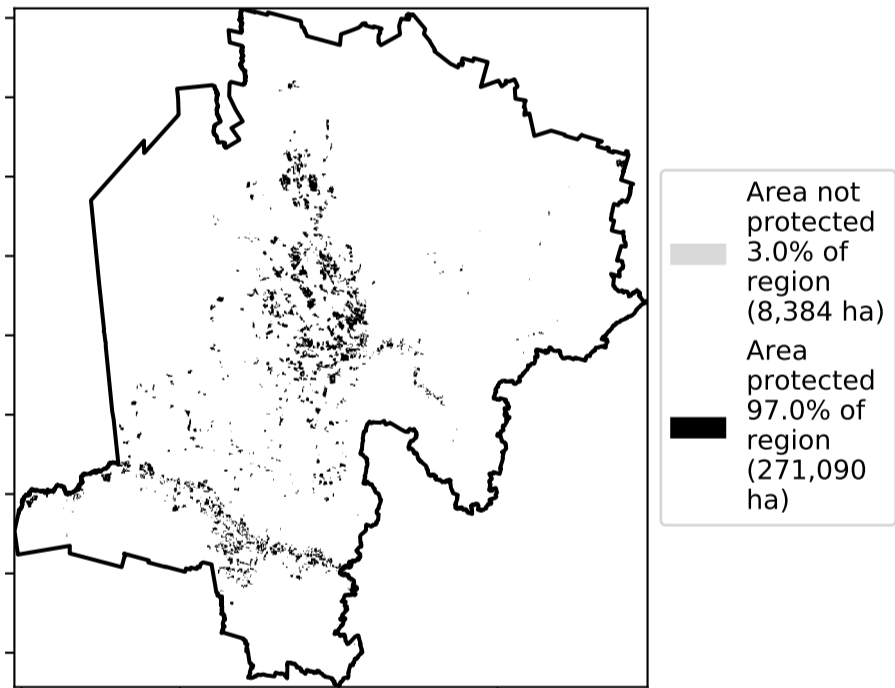 Area not
protected
3.0% of
region
(8,384 ha)
Area
protected
97.0% of
region
(271,090
ha)